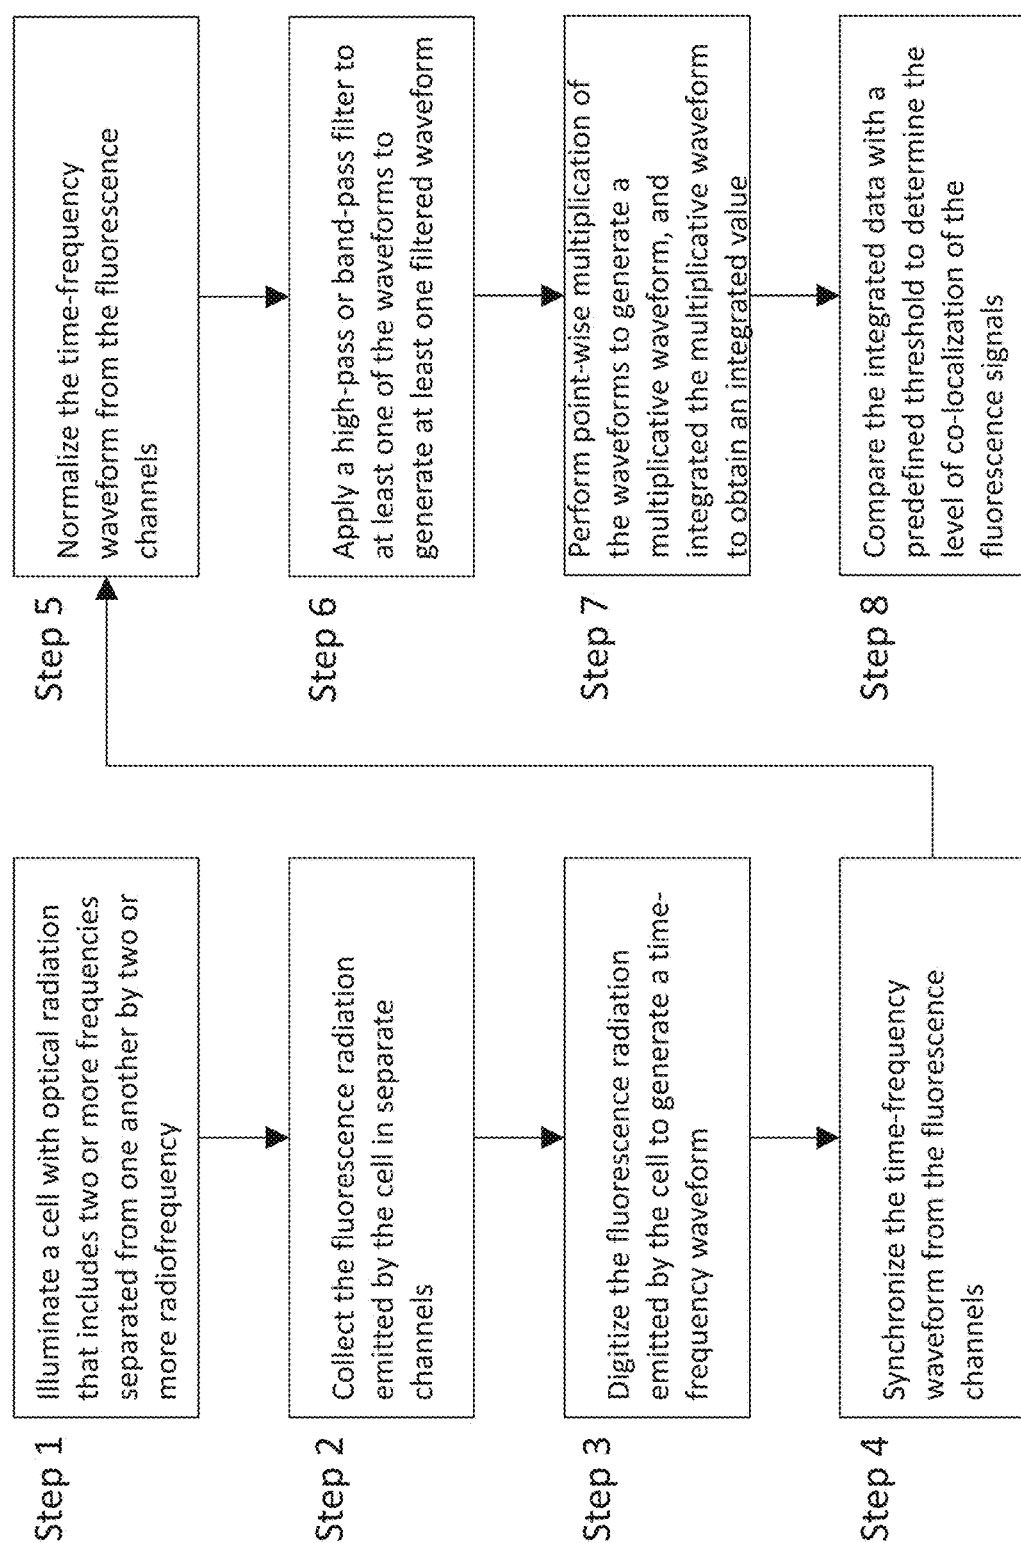 Step 1
Illuminate a cell with optical radiation
that includes two or more frequencies
separated from one another by two or
more radiofrequency
Step 2
Collect the fluorescence radiation
emitted by the cell in separate
channels
Step 3
Digitize the fluorescence radiation
emitted by the cell to generate a time-
frequency waveform
Step 4
Synchronize the time-frequency
waveform from the fluorescence
channels
Step 5
Normalize the time-frequency
waveform from the fluorescence
channels
Step 6
Apply a high-pass or band-pass filter to
at least one of the waveforms to
generate at least one filtered waveform
Step 7
Perform point-wise multiplication of
the waveforms to generate a
multiplicative waveform, and
integrated the multiplicative waveform
to obtain an integrated value
Step 8
Compare the integrated data with a
predefined threshold to determine the
level of co-localization of the
fluorescence signals